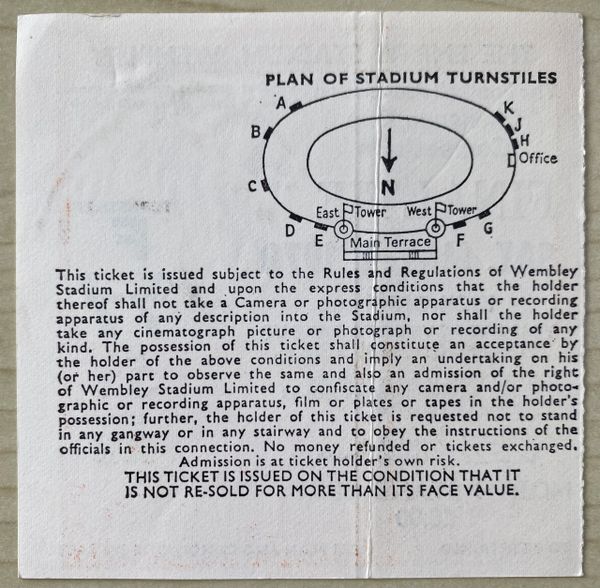 PLAN OF STADIUM TURNSTILES
A
K
J
B
H
Office
C
N
East Tower
West Tower
D
E
Main Terrace
F
G
This ticket is issued subject to the Rules and Regulations of Wembley
Stadium Limited and upon the express conditions that the holder
thereof shall not take a Camera or photographic apparatus or recording
apparatus of any description into the Stadium, nor shall the holder
take any cinematograph picture or photograph or recording of any
kind. The possession of this ticket shall constitute an acceptance by
the holder of the above conditions and imply an undertaking on his
(or her) part to observe the same and also an admission of the right
of Wembley Stadium Limited to confiscate any camera and/or photo-
graphic or recording apparatus, film or plates or tapes in the holder's
possession; further, the holder of this ticket is requested not to stand
in any gangway or in any stairway and to obey the instructions of the
officials in this connection. No money refunded or tickets exchanged.
Admission is at ticket holder's own risk.
THIS TICKET IS ISSUED ON THE CONDITION THAT IT
IS NOT RE-SOLD FOR MORE THAN ITS FACE VALUE.